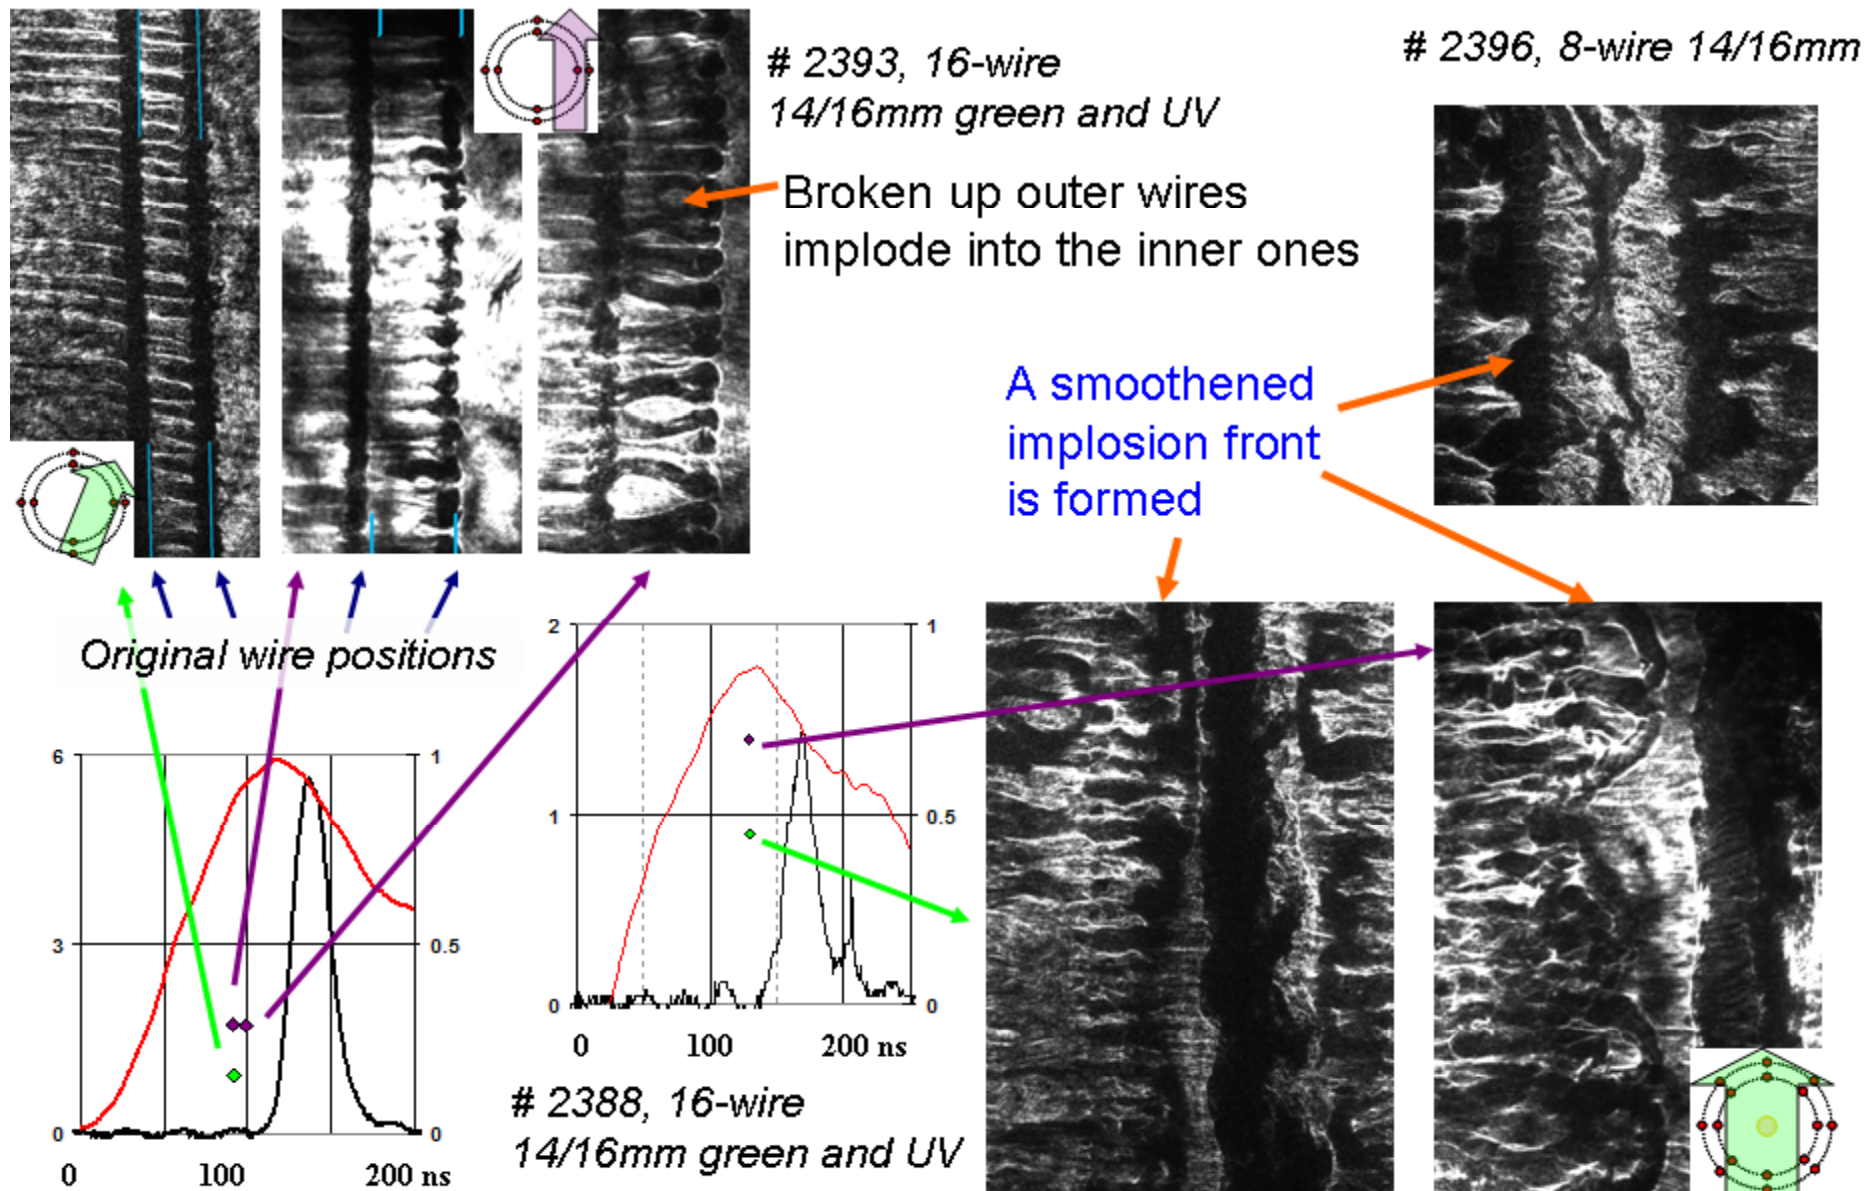 # 2393, 16-wire
14/16mm green and UV
# 2396, 8-wire 14/16mm
Broken up outer wires
implode into the inner ones
A smoothened
implosion front
is formed
Original wire positions
6
3
0
1
0.5
0
0
100
200 ns
2
1
0
1
0.5
0
0
100
200 ns
# 2388, 16-wire
14/16mm green and UV